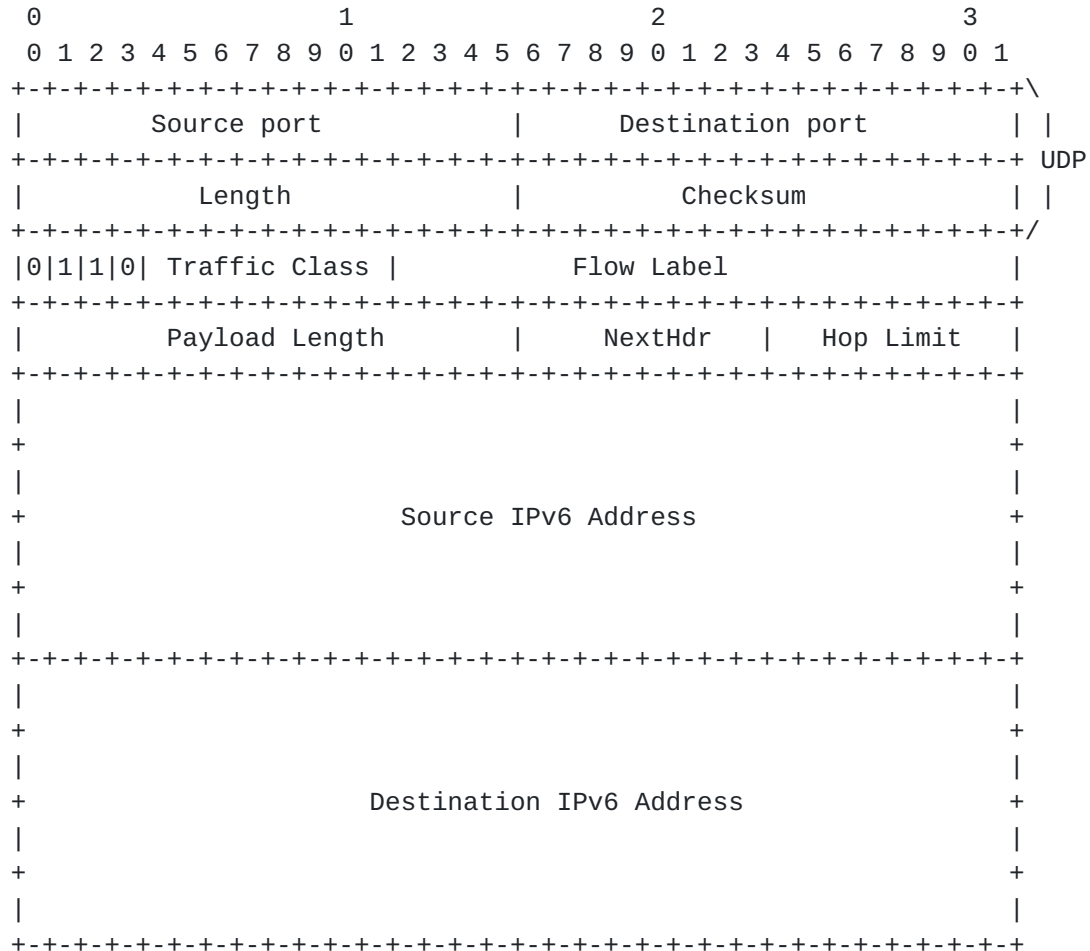 0                   1                   2                   3
 0 1 2 3 4 5 6 7 8 9 0 1 2 3 4 5 6 7 8 9 0 1 2 3 4 5 6 7 8 9 0 1
+-+-+-+-+-+-+-+-+-+-+-+-+-+-+-+-+-+-+-+-+-+-+-+-+-+-+-+-+-+-+-+-+\
|        Source port            |      Destination port         | |
+-+-+-+-+-+-+-+-+-+-+-+-+-+-+-+-+-+-+-+-+-+-+-+-+-+-+-+-+-+-+-+-+ UDP
|           Length              |          Checksum             | |
+-+-+-+-+-+-+-+-+-+-+-+-+-+-+-+-+-+-+-+-+-+-+-+-+-+-+-+-+-+-+-+-+/
|0|1|1|0| Traffic Class |           Flow Label                  |
+-+-+-+-+-+-+-+-+-+-+-+-+-+-+-+-+-+-+-+-+-+-+-+-+-+-+-+-+-+-+-+-+
|         Payload Length        |     NextHdr   |   Hop Limit   |
+-+-+-+-+-+-+-+-+-+-+-+-+-+-+-+-+-+-+-+-+-+-+-+-+-+-+-+-+-+-+-+-+
|                                                               |
+                                                               +
|                                                               |
+                        Source IPv6 Address                    +
|                                                               |
+                                                               +
|                                                               |
+-+-+-+-+-+-+-+-+-+-+-+-+-+-+-+-+-+-+-+-+-+-+-+-+-+-+-+-+-+-+-+-+
|                                                               |
+                                                               +
|                                                               |
+                      Destination IPv6 Address                 +
|                                                               |
+                                                               +
|                                                               |
+-+-+-+-+-+-+-+-+-+-+-+-+-+-+-+-+-+-+-+-+-+-+-+-+-+-+-+-+-+-+-+-+